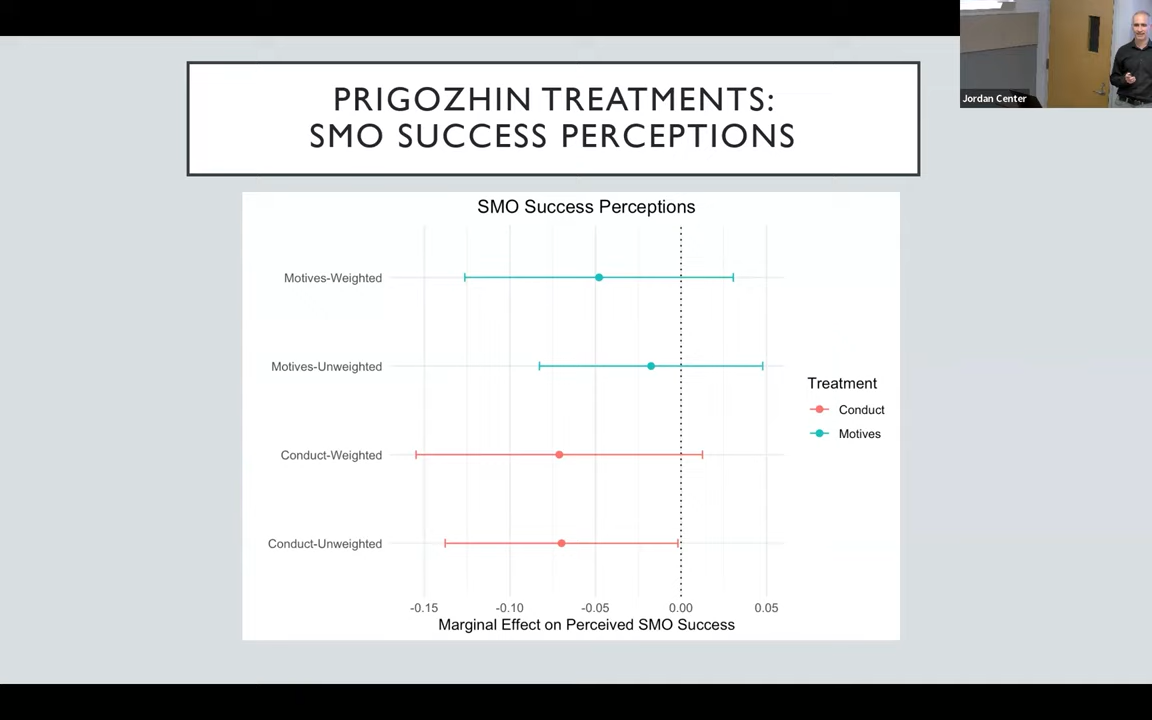 PRIGOZHIN TREATMENTS:
SMO SUCCESS PERCEPTIONS
Jordan Center
SMO Success Perceptions
Motives-Weighted
Motives-Unweighted
Conduct-Weighted
Conduct-Unweighted
Treatment
Conduct
Motives
-0.15 -0.10 -0.05 0.00 0.05
Marginal Effect on Perceived SMO Success